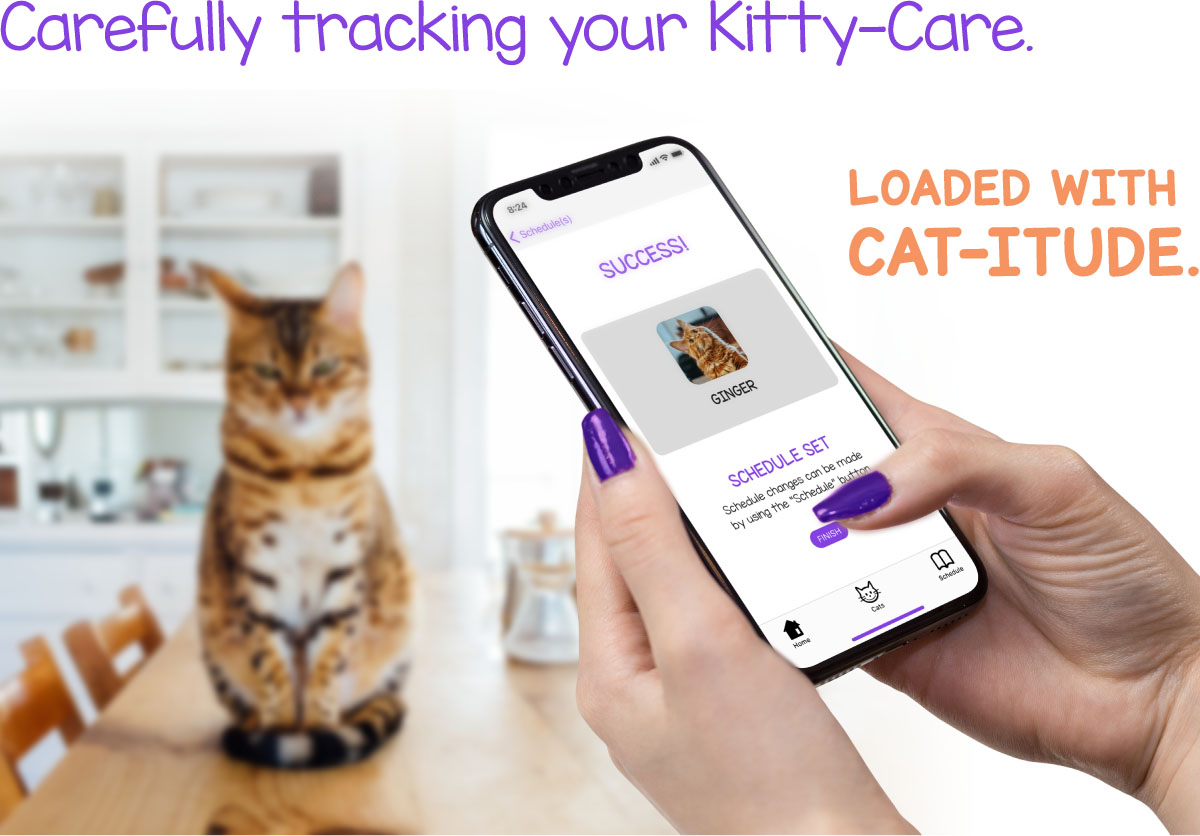 Carefully tracking your Kitty-Care.
LOADED WITH
CAT-ITUDE.
8:24
Schedule(s)
SUCCESS!
GINGER
SCHEDULE SET
Schedule changes can be made
by using the "Schedule" button
FINISH
Home
Cats
Schedule